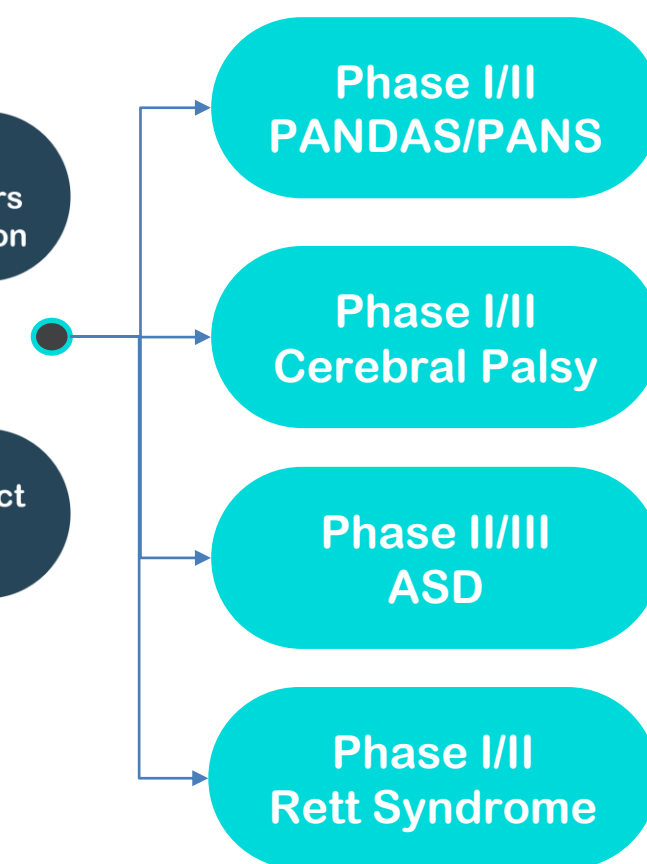 Phase I/II
PANDAS/PANS
Phase I/II
Cerebral Palsy
Phase II/III
ASD
Phase I/II
Rett Syndrome